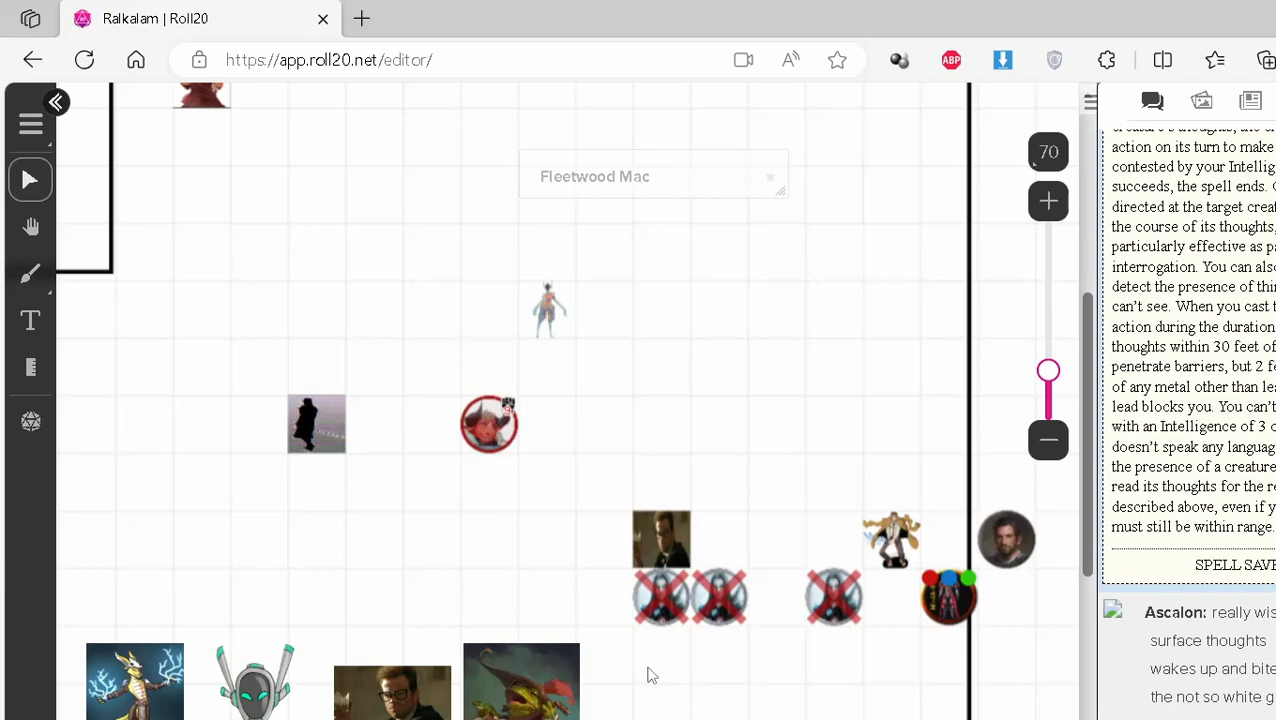 Ralkalam | Roll20
https://app.roll20.net/editor/
ABP
Fleetwood Mac
70
action on its turn to make
contested by your Intellig
succeeds, the spell ends.
directed at the target crea
the course of its thoughts,
particularly effective as pa
interrogation. You can also
detect the presence of thin
can't see. When you cast
action during the duration
thoughts within 30 feet of
penetrate barriers, but 2 fe
of any metal other than lea
lead blocks you. You can't
with an Intelligence of 3 o
doesn't speak any languag
the presence of a creature
read its thoughts for the re
described above, even if y
must still be within range.
SPELL SAVE
Ascalon: really wis
surface thoughts
wakes up and bite
the not so white g